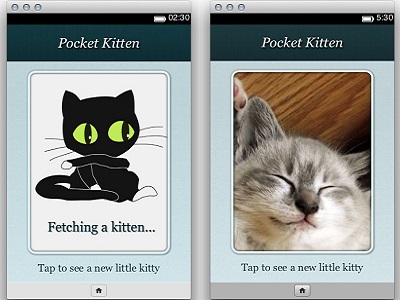 02:30
Pocket Kitten
Fetching a kitten...
Tap to see a new little kitty
5:30
Pocket Kitten
Tap to see a new little kitty